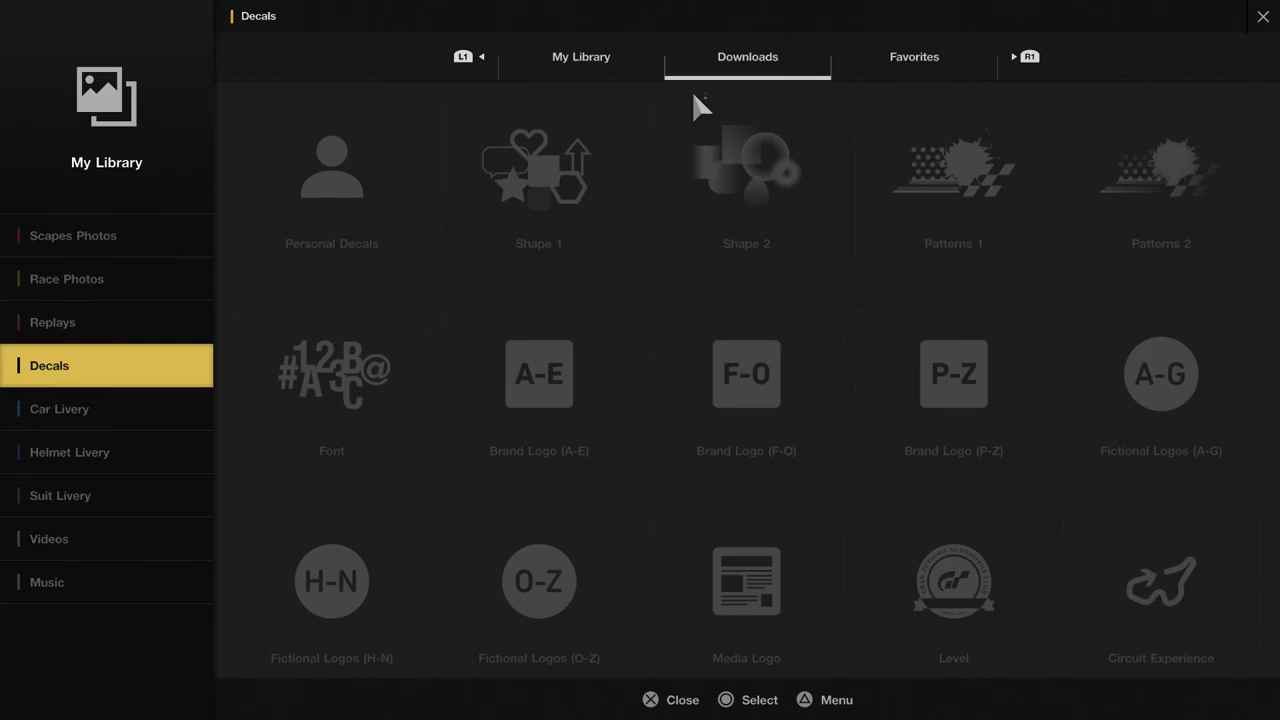 Decals
L1
My Library
Downloads
Favorites
R1
My Library
Scapes Photos
Race Photos
Replays
Decals
Car Livery
Helmet Livery
Suit Livery
Videos
Music
Personal Decals
Shape 1
Shape 2
Patterns 1
Patterns 2
#123B@
A C
Font
A-E
Brand Logo (A-E)
F-O
Brand Logo (F-O)
P-Z
Brand Logo (P-Z)
A-G
Fictional Logos (A-G)
H-N
Fictional Logos (H-N)
O-Z
Fictional Logos (O-Z)
Media Logo
Level
Circuit Experience
Close
Select
Menu